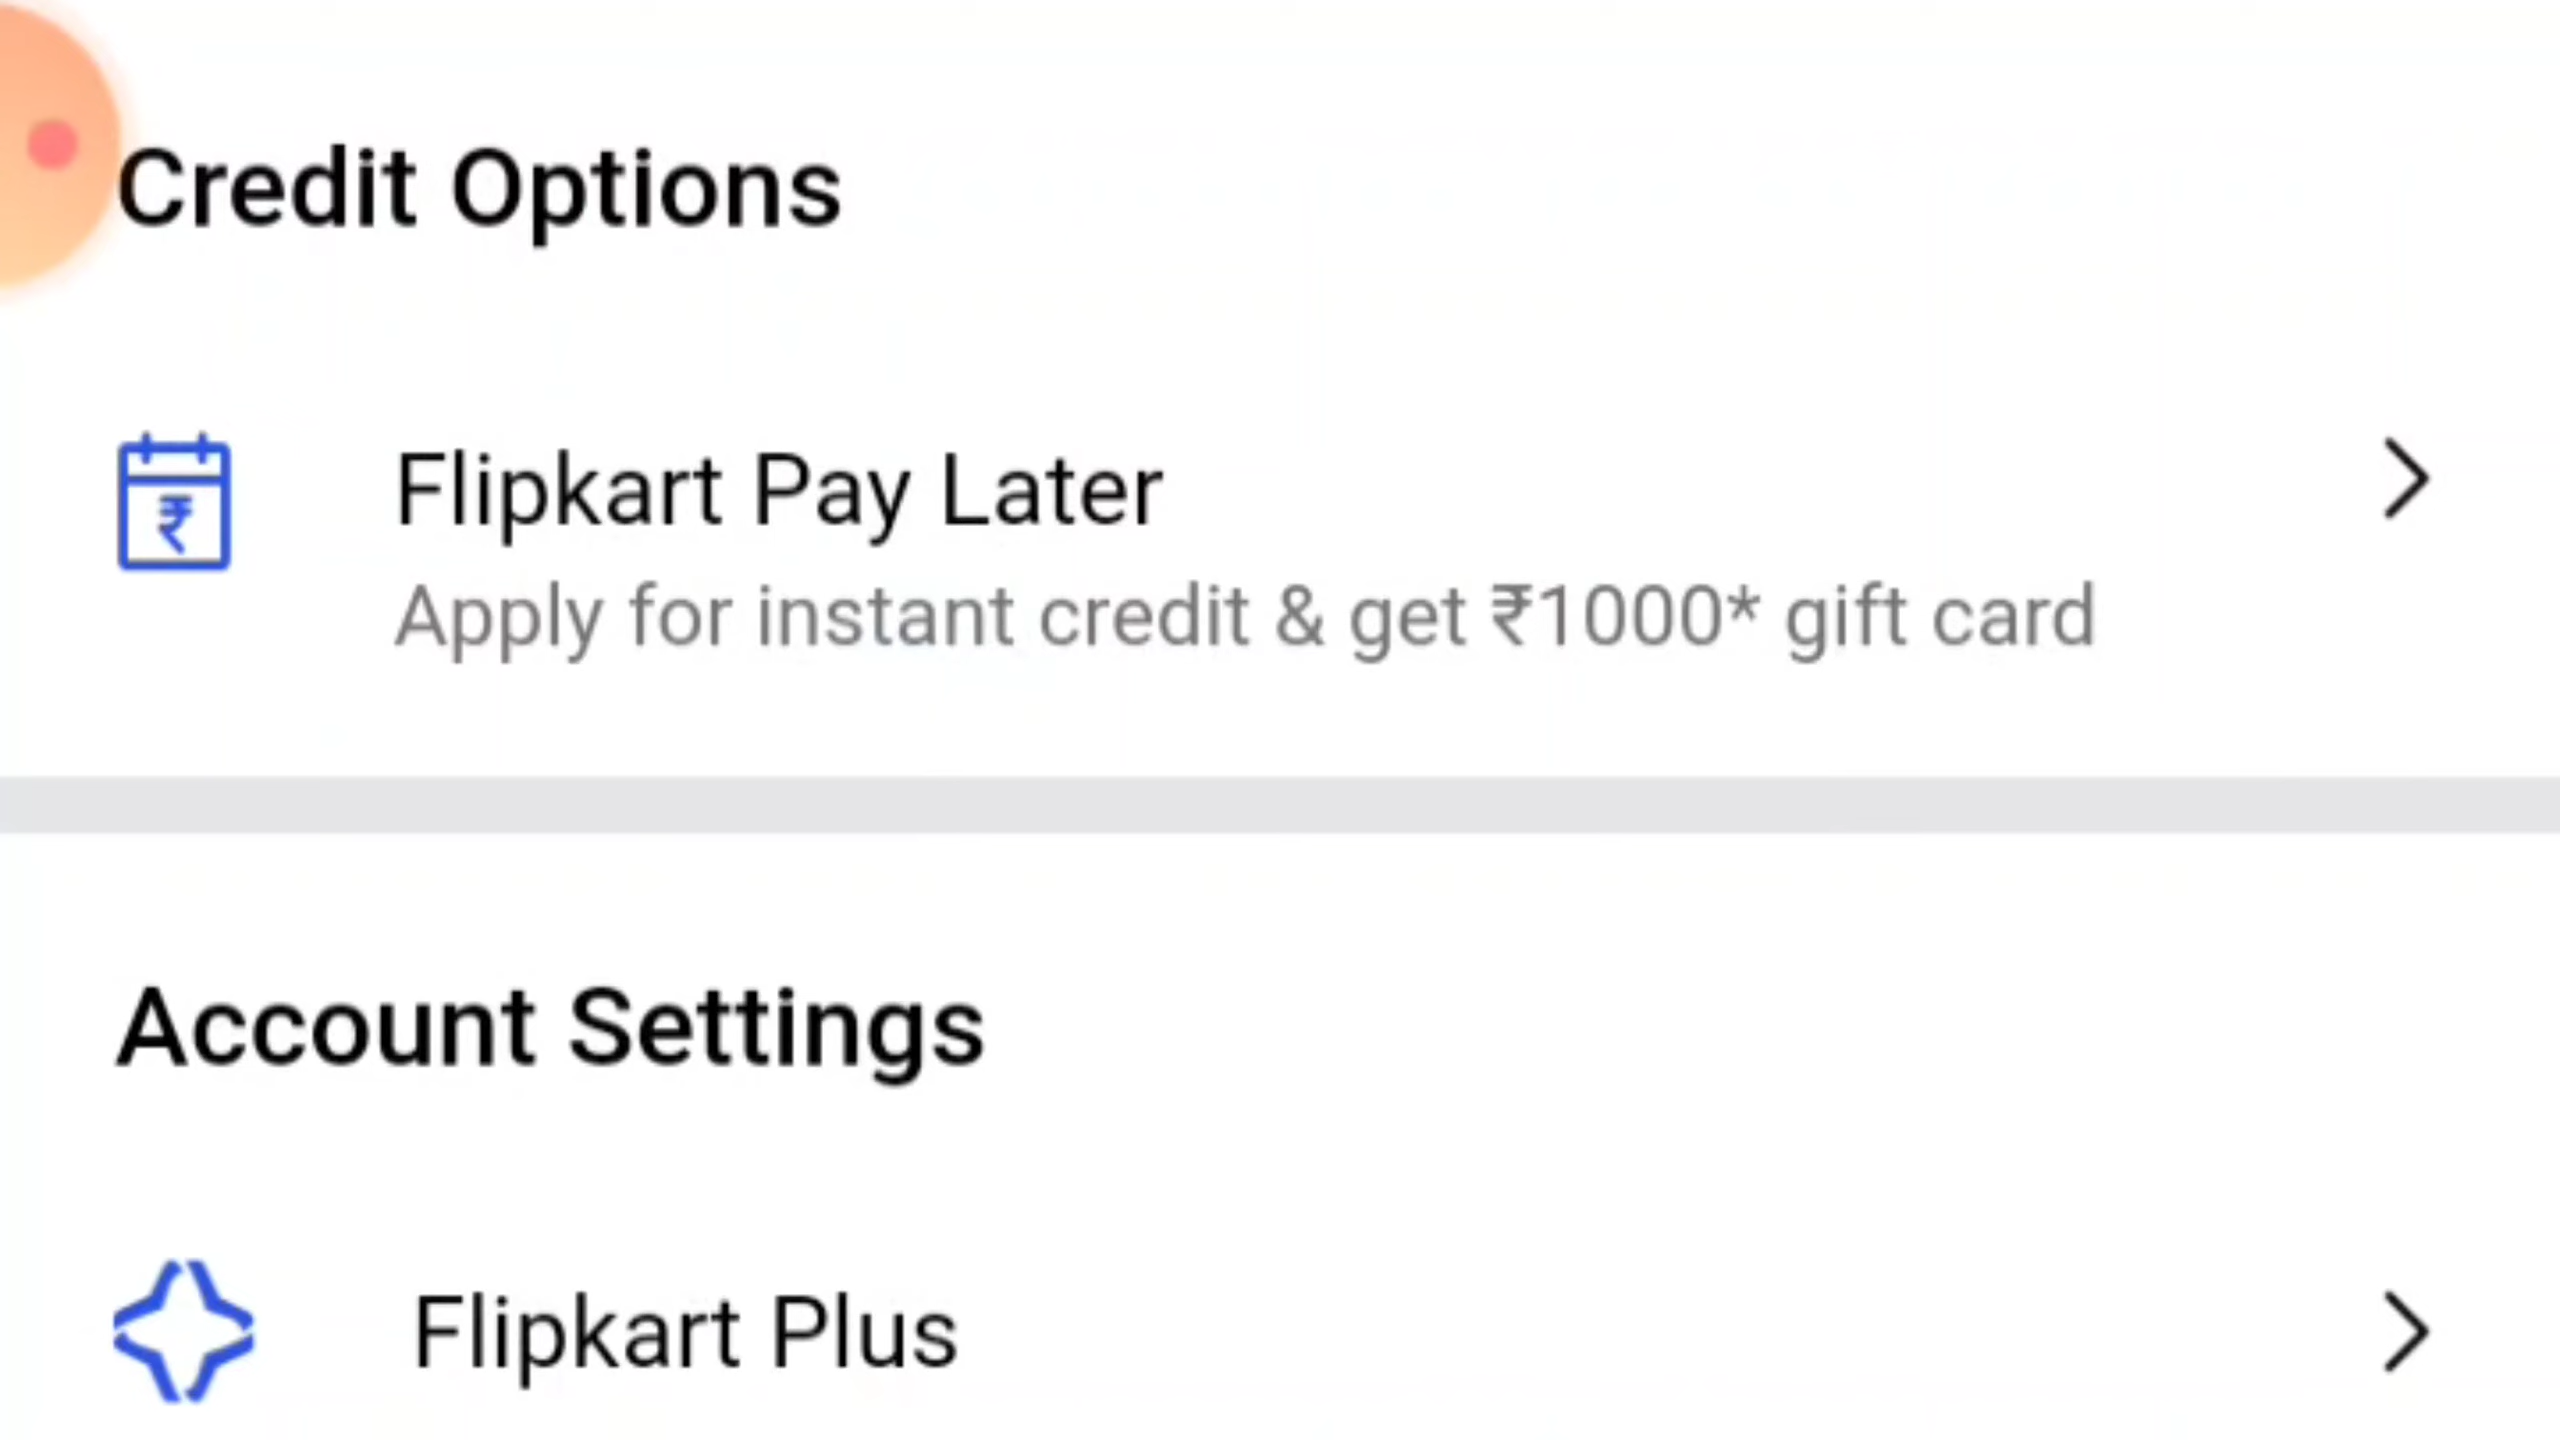 Credit Options
Flipkart Pay Later
Apply for instant credit & get ₹1000* gift card
Account Settings
Flipkart Plus